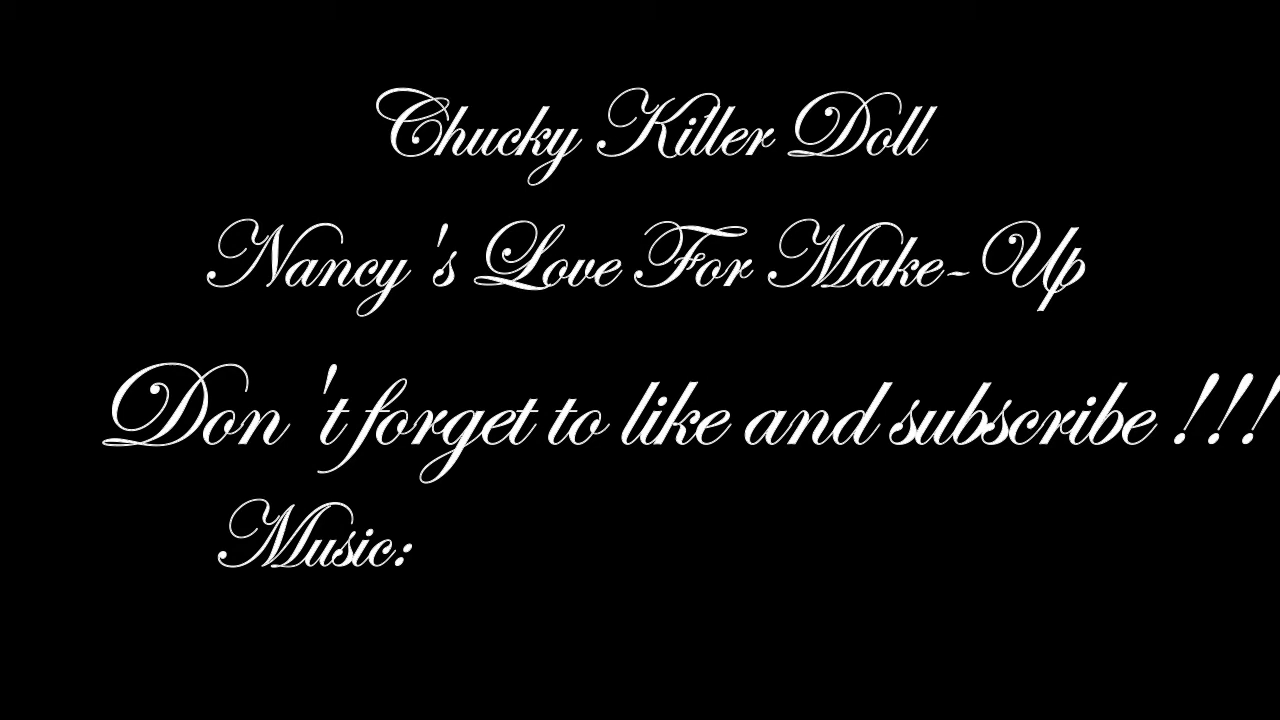 Chucky Killer Doll
Nancy's Love For Make-Up
Don't forget to like and subscribe !!!
Music: